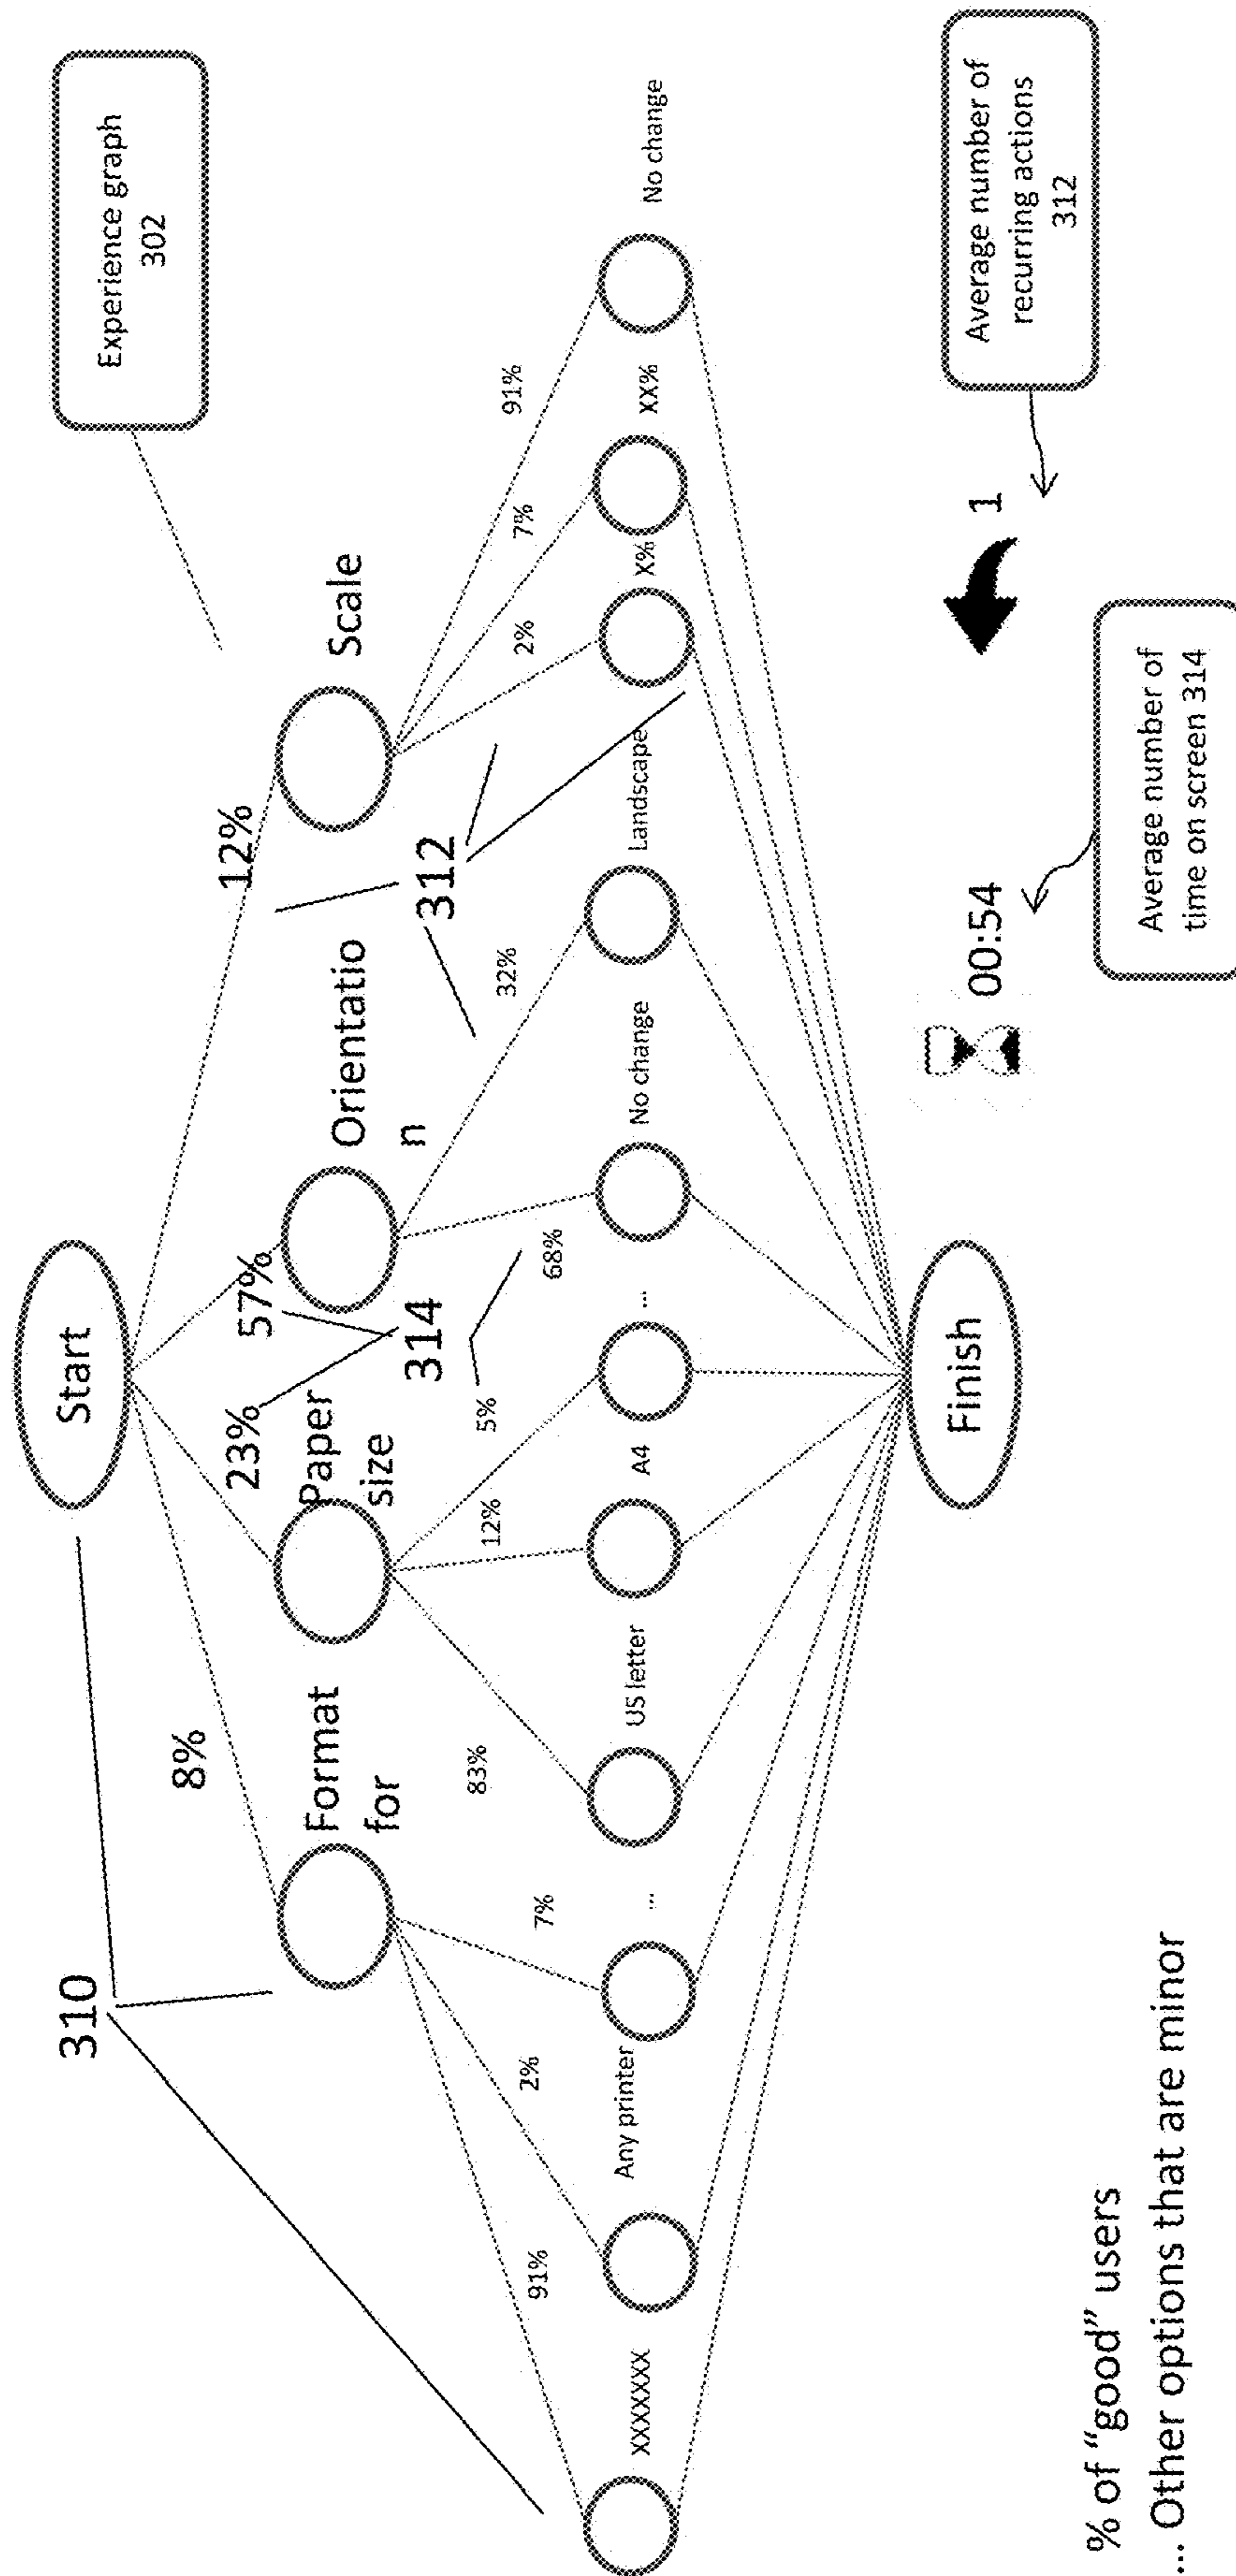 Experience graph
302
310
Start
8%
23%
57%
12%
Format
for
Paper
size
Orientatio
n
Scale
314
312
91%
2%
7%
83%
12%
5%
68%
32%
2%
7%
91%
XXXXXXX
Any printer
...
US letter
A4
...
No change
Landscape
X%
XX%
No change
Finish
00:54
1
Average number of
recurring actions
312
Average number of
time on screen 314
% of “good” users
... Other options that are minor